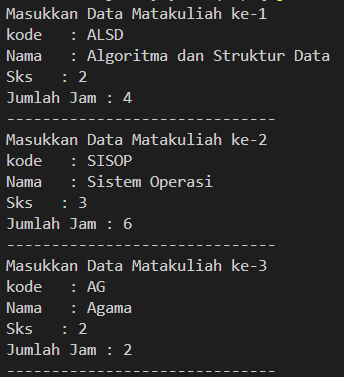 Masukkan Data Matakuliah ke-1
kode   : ALSD
Nama   : Algoritma dan Struktur Data
Sks   : 2
Jumlah Jam : 4
------------------------------
Masukkan Data Matakuliah ke-2
kode   : SISOP
Nama   : Sistem Operasi
Sks   : 3
Jumlah Jam : 6
------------------------------
Masukkan Data Matakuliah ke-3
kode   : AG
Nama   : Agama
Sks   : 2
Jumlah Jam : 2
------------------------------